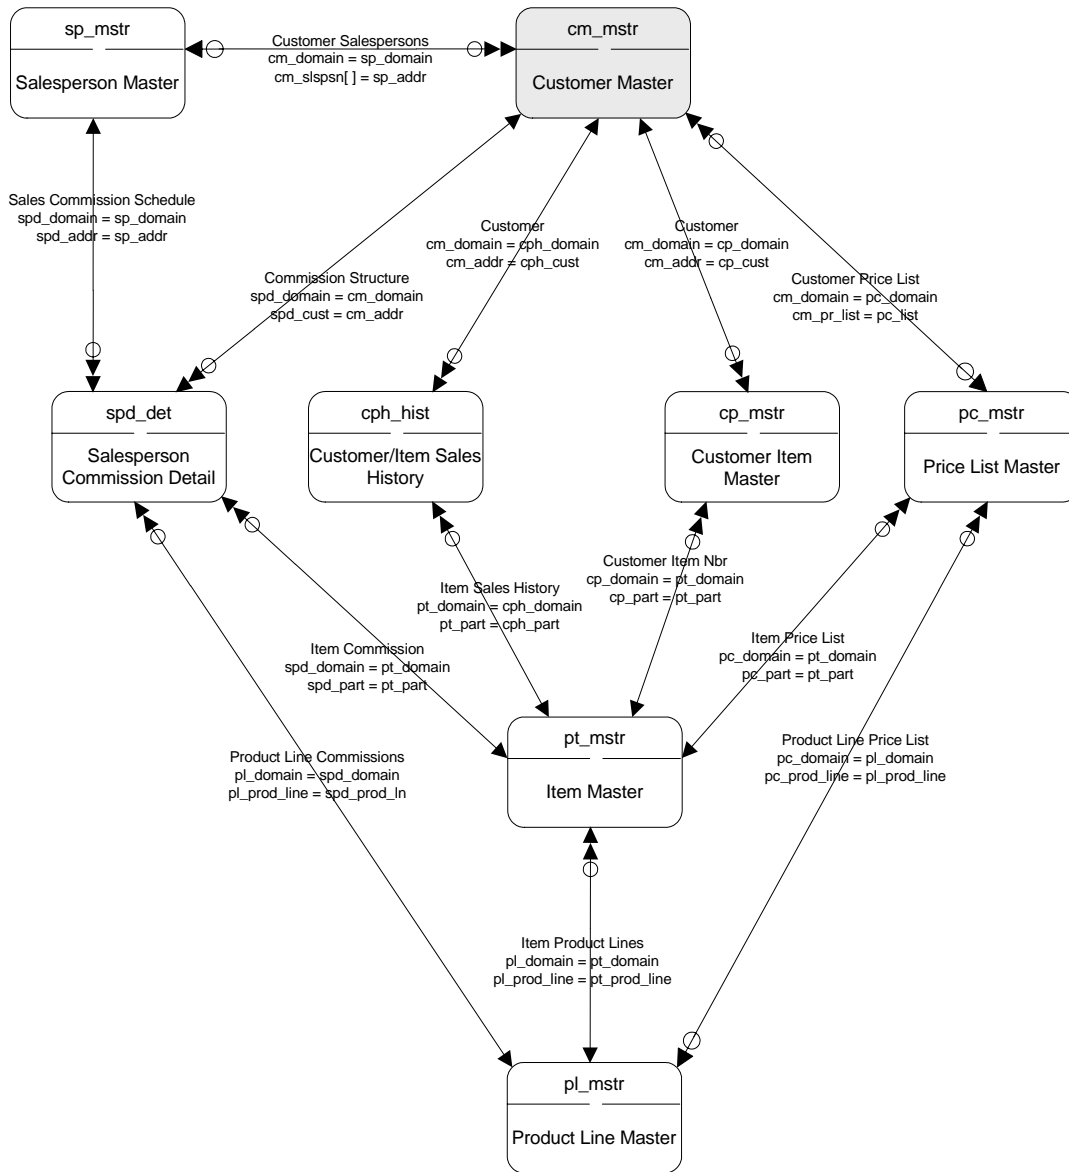 sp_mstr
Salesperson Master
Customer Salespersons
cm_domain = sp_domain
cm_slspsn[ ] = sp_addr
cm_mstr
Customer Master
Sales Commission Schedule
spd_domain = sp_domain
spd_addr = sp_addr
Commission Structure
spd_domain = cm_domain
spd_cust = cm_addr
Customer
cm_domain = cph_domain
cm_addr = cph_cust
Customer
cm_domain = cp_domain
cm_addr = cp_cust
Customer Price List
cm_domain = pc_domain
cm_pr_list = pc_list
spd_det
Salesperson
Commission Detail
cph_hist
Customer/Item Sales
History
cp_mstr
Customer Item
Master
pc_mstr
Price List Master
Item Sales History
pt_domain = cph_domain
pt_part = cph_part
Customer Item Nbr
cp_domain = pt_domain
cp_part = pt_part
Item Commission
spd_domain = pt_domain
spd_part = pt_part
Item Price List
pc_domain = pt_domain
pc_part = pt_part
Product Line Commissions
pl_domain = spd_domain
pl_prod_line = spd_prod_ln
pt_mstr
Item Master
Product Line Price List
pc_domain = pl_domain
pc_prod_line = pl_prod_line
Item Product Lines
pl_domain = pt_domain
pl_prod_line = pt_prod_line
pl_mstr
Product Line Master